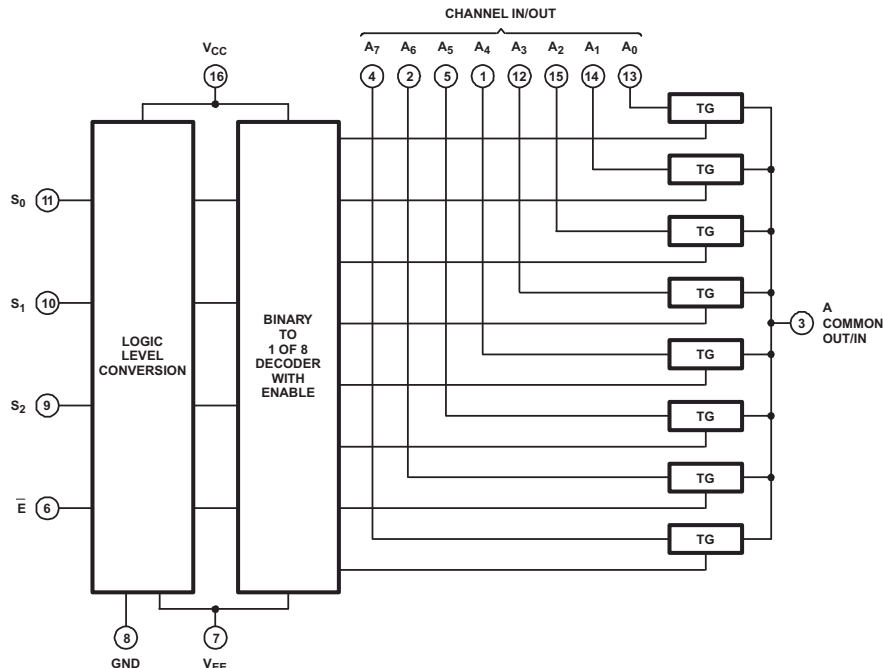 CHANNEL IN/OUT
VCC
A7 A6 A5 A4 A3 A2 A1 A0
16
4 2 5 1 12 15 14 13
TG
TG
S0 11
TG
TG
S1 10
A
3 COMMON
OUT/IN
LOGIC
LEVEL
CONVERSION
BINARY
TO
1 OF 8
DECODER
WITH
ENABLE
TG
S2 9
TG
TG
E̅ 6
TG
8
7
GND
VEE